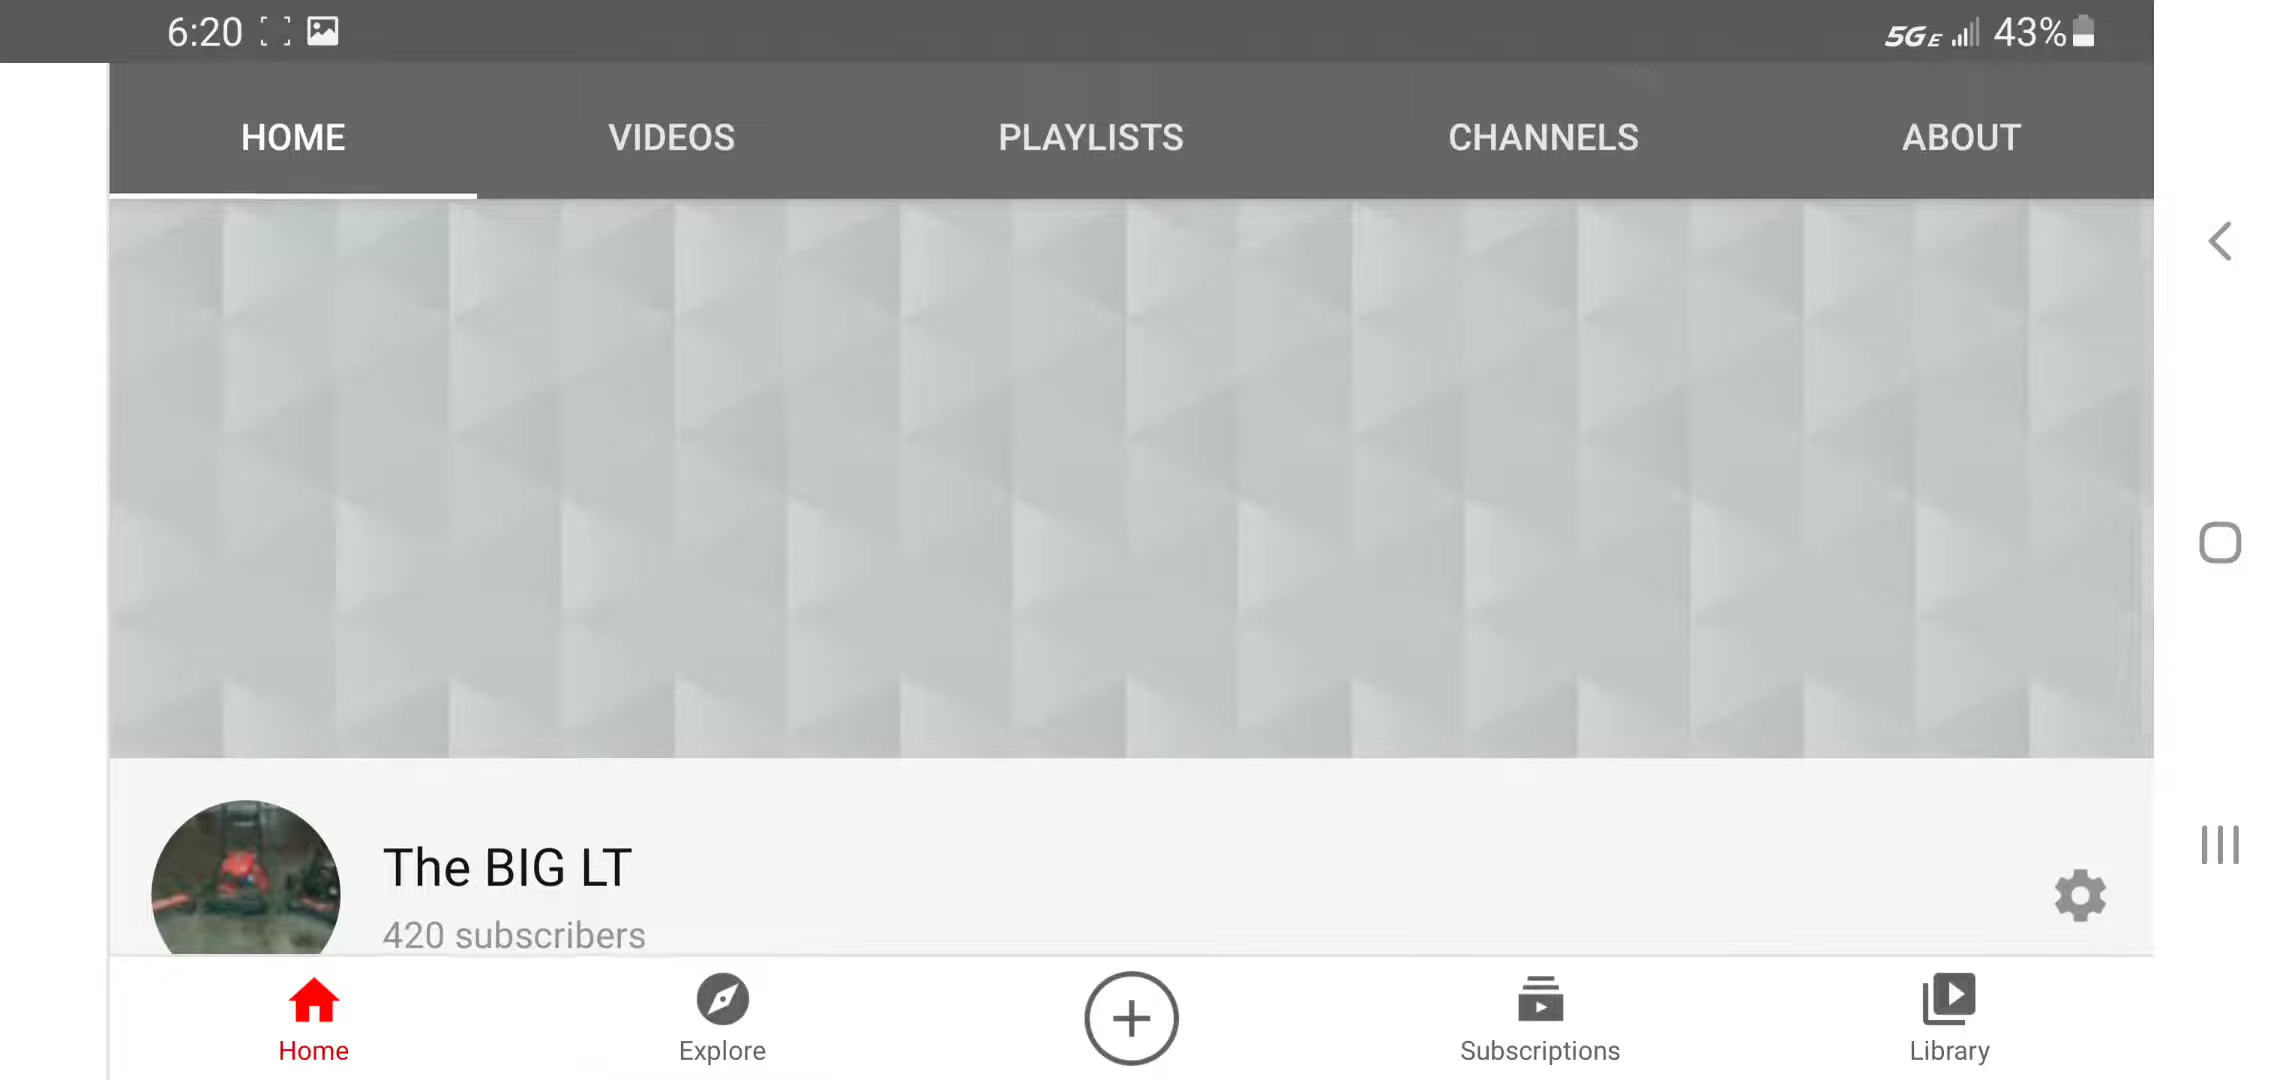 6:20 5GE 43%
HOME VIDEOS PLAYLISTS CHANNELS ABOUT
The BIG LT
420 subscribers
Home Explore Subscriptions Library